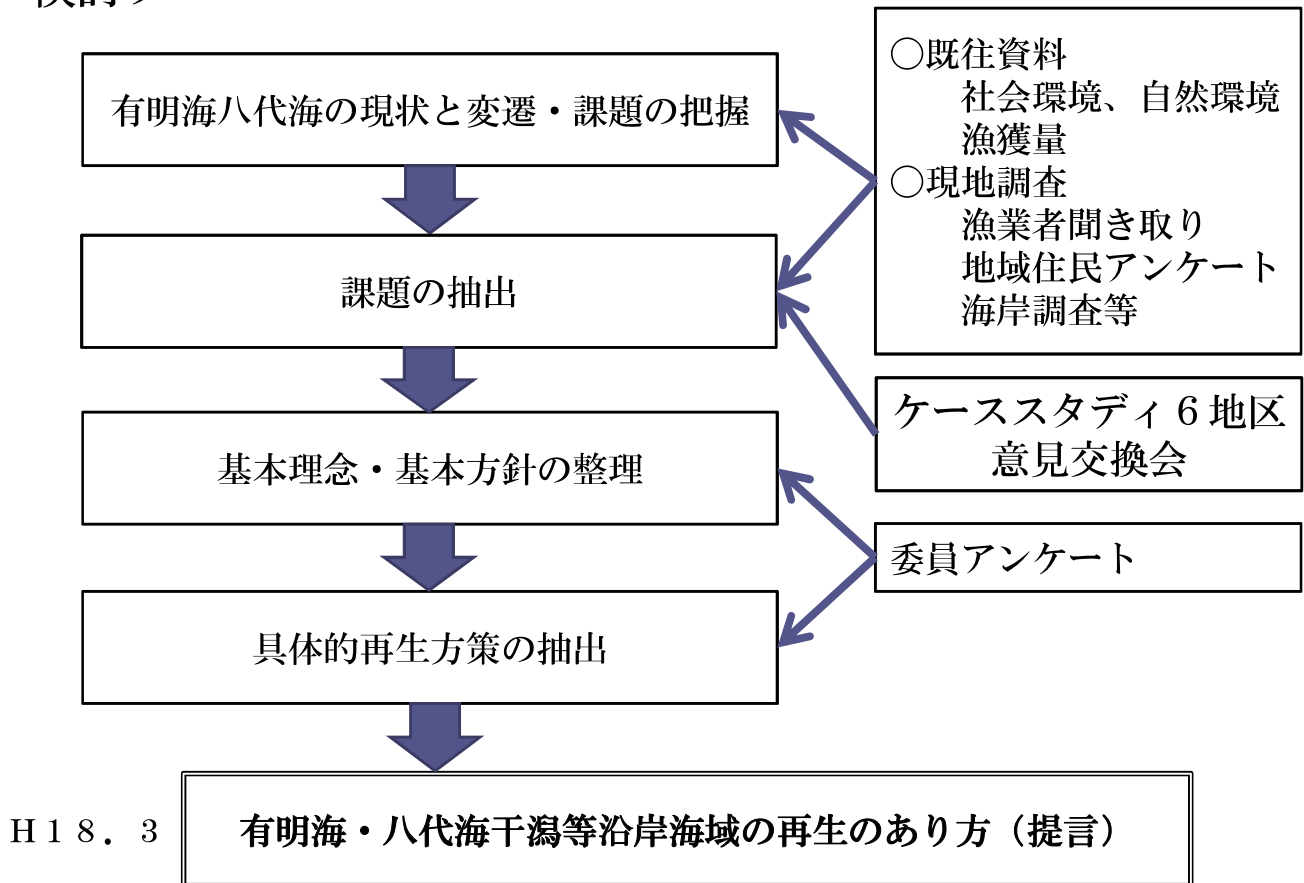 有明海八代海の現状と変遷・課題の把握
課題の抽出
基本理念・基本方針の整理
具体的再生方策の抽出
H18.3
有明海・八代海干潟等沿岸海域の再生のあり方（提言）
○既往資料
社会環境、自然環境
漁獲量
○現地調査
漁業者聞き取り
地域住民アンケート
海岸調査等
ケーススタディ６地区
意見交換会
委員アンケート